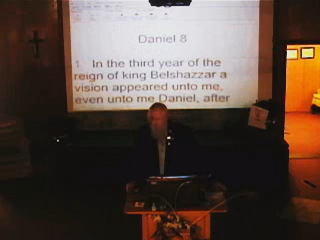 Daniel 8
1 In the third year of the
reign of king Belshazzar a
vision appeared unto me,
even unto me Daniel, after